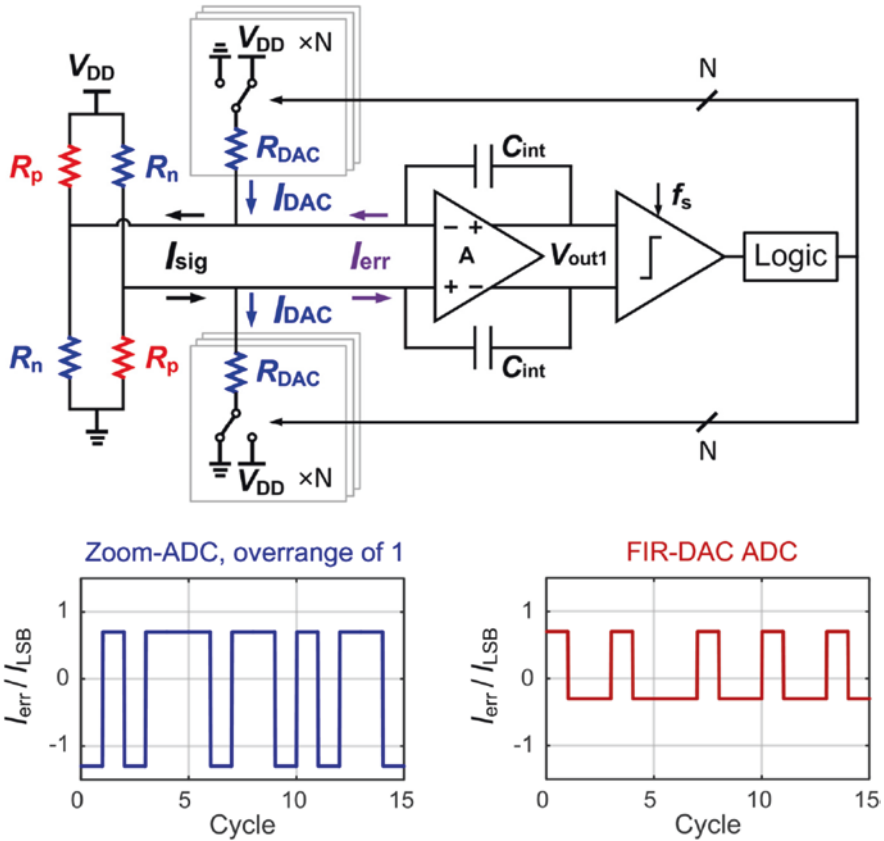 VDD ×N
VDD
N
Rp
Rn
RDAC
Cint
IDAC
fs
Isig
Ierr
− +
A
+ −
Vout1
Logic
IDAC
Rn
Rp
RDAC
Cint
N
VDD ×N
Zoom-ADC, overrange of 1
FIR-DAC ADC
Ierr / ILSB
1
0
-1
0 5 10 15
Cycle
Ierr / ILSB
1
0
-1
0 5 10 15
Cycle